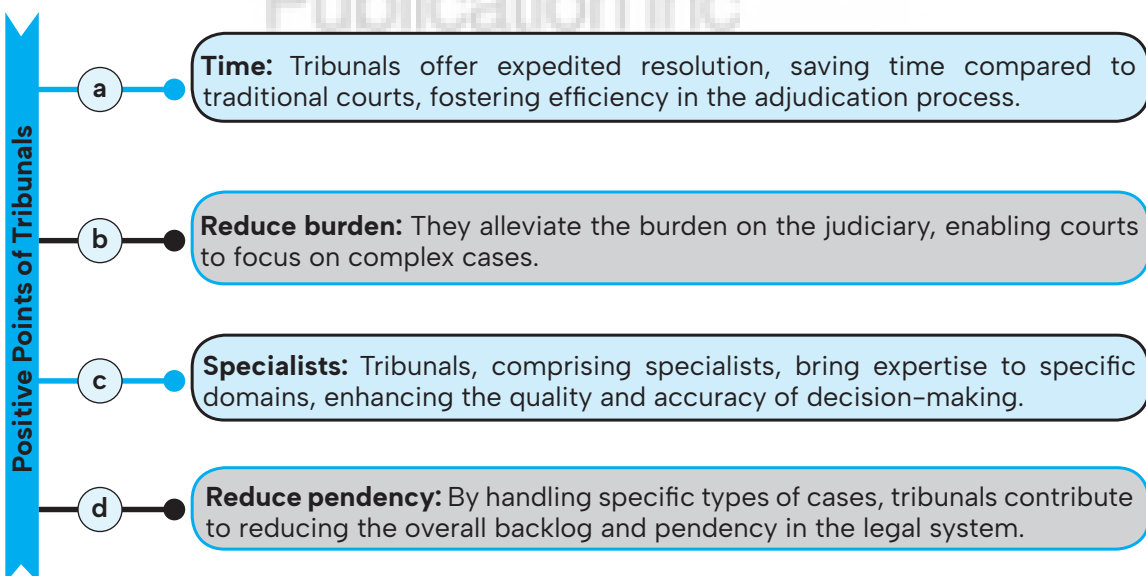 Publication Inc
Positive Points of Tribunals
a
Time: Tribunals offer expedited resolution, saving time compared to
traditional courts, fostering efficiency in the adjudication process.
b
Reduce burden: They alleviate the burden on the judiciary, enabling courts
to focus on complex cases.
c
Specialists: Tribunals, comprising specialists, bring expertise to specific
domains, enhancing the quality and accuracy of decision-making.
d
Reduce pendency: By handling specific types of cases, tribunals contribute
to reducing the overall backlog and pendency in the legal system.